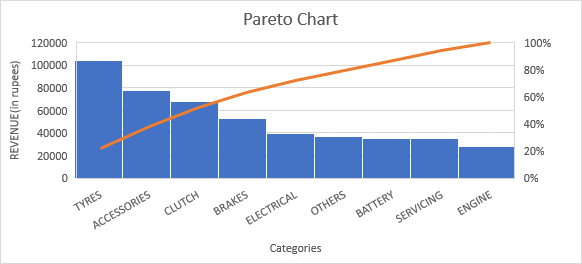 Pareto Chart
REVENUE(in rupees)
120000
100000
80000
60000
40000
20000
0
100%
80%
60%
40%
20%
0%
TYRES
ACCESSORIES
CLUTCH
BRAKES
ELECTRICAL
OTHERS
BATTERY
SERVICING
ENGINE
Categories